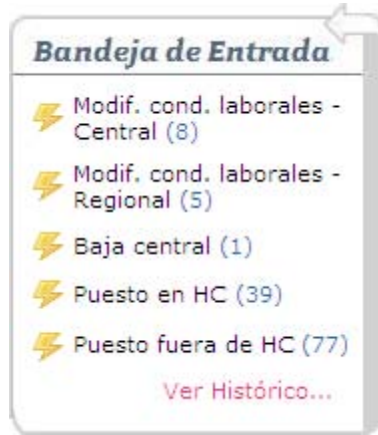 Bandeja de Entrada
Modif. cond. laborales -
Central (8)
Modif. cond. laborales -
Regional (5)
Baja central (1)
Puesto en HC (39)
Puesto fuera de HC (77)
Ver Histórico...